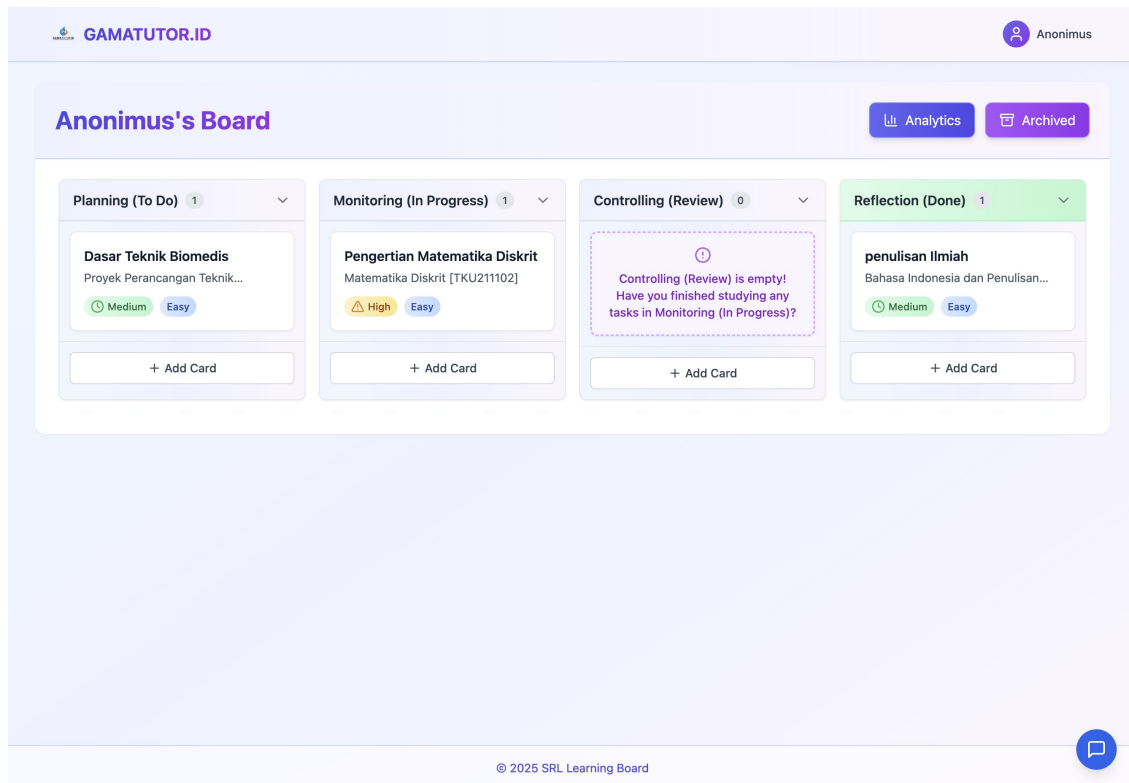 GAMATUTOR.ID
Anonimus
Anonimus's Board
Analytics
Archived
Planning (To Do) 1
Dasar Teknik Biomedis
Proyek Perancangan Teknik...
Medium Easy
+ Add Card
Monitoring (In Progress) 1
Pengertian Matematika Diskrit
Matematika Diskrit [TKU211102]
High Easy
+ Add Card
Controlling (Review) 0
Controlling (Review) is empty!
Have you finished studying any
tasks in Monitoring (In Progress)?
+ Add Card
Reflection (Done) 1
penulisan Ilmiah
Bahasa Indonesia dan Penulisan...
Medium Easy
+ Add Card
© 2025 SRL Learning Board